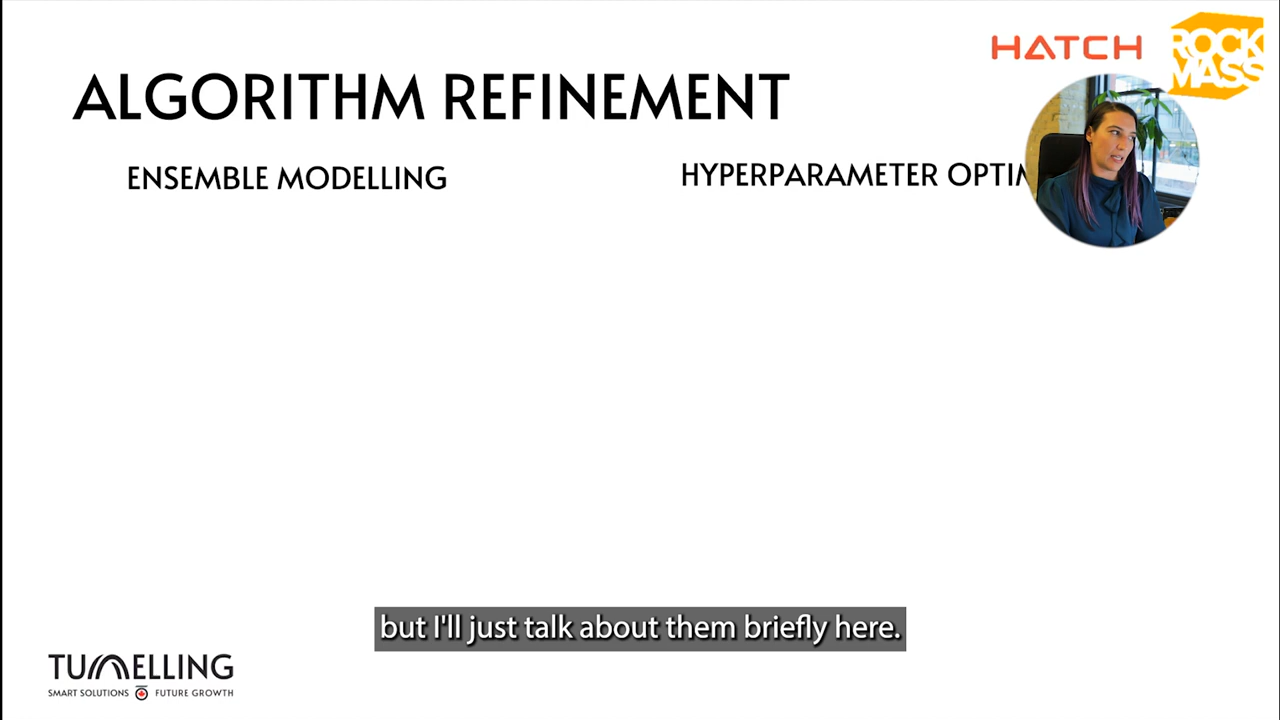 HATCH
ROCK
MASS
ALGORITHM REFINEMENT
ENSEMBLE MODELLING
HYPERPARAMETER OPTIM
but I'll just talk about them briefly here.
TUNNELLING
SMART SOLUTIONS FUTURE GROWTH